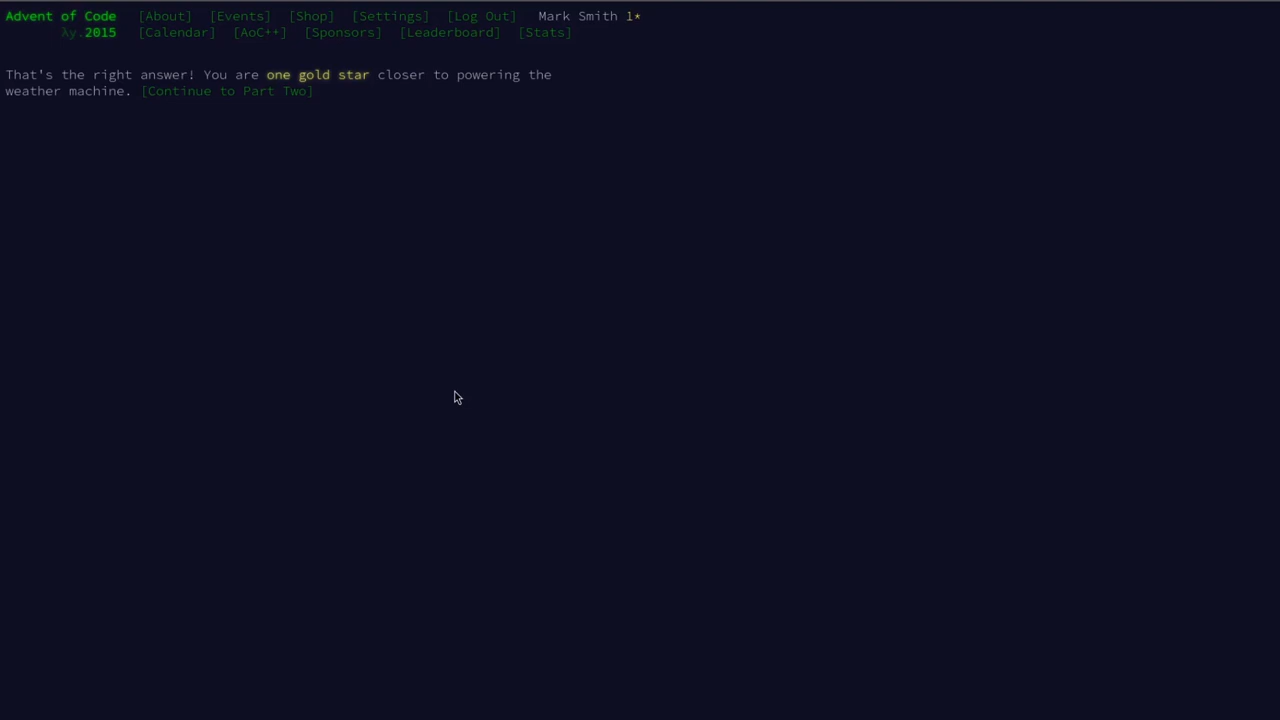 Advent of Code [About] [Events] [Shop] [Settings] [Log Out] Mark Smith 1*
λy.2015 [Calendar] [AoC++] [Sponsors] [Leaderboard] [Stats]
That's the right answer! You are one gold star closer to powering the
weather machine. [Continue to Part Two]